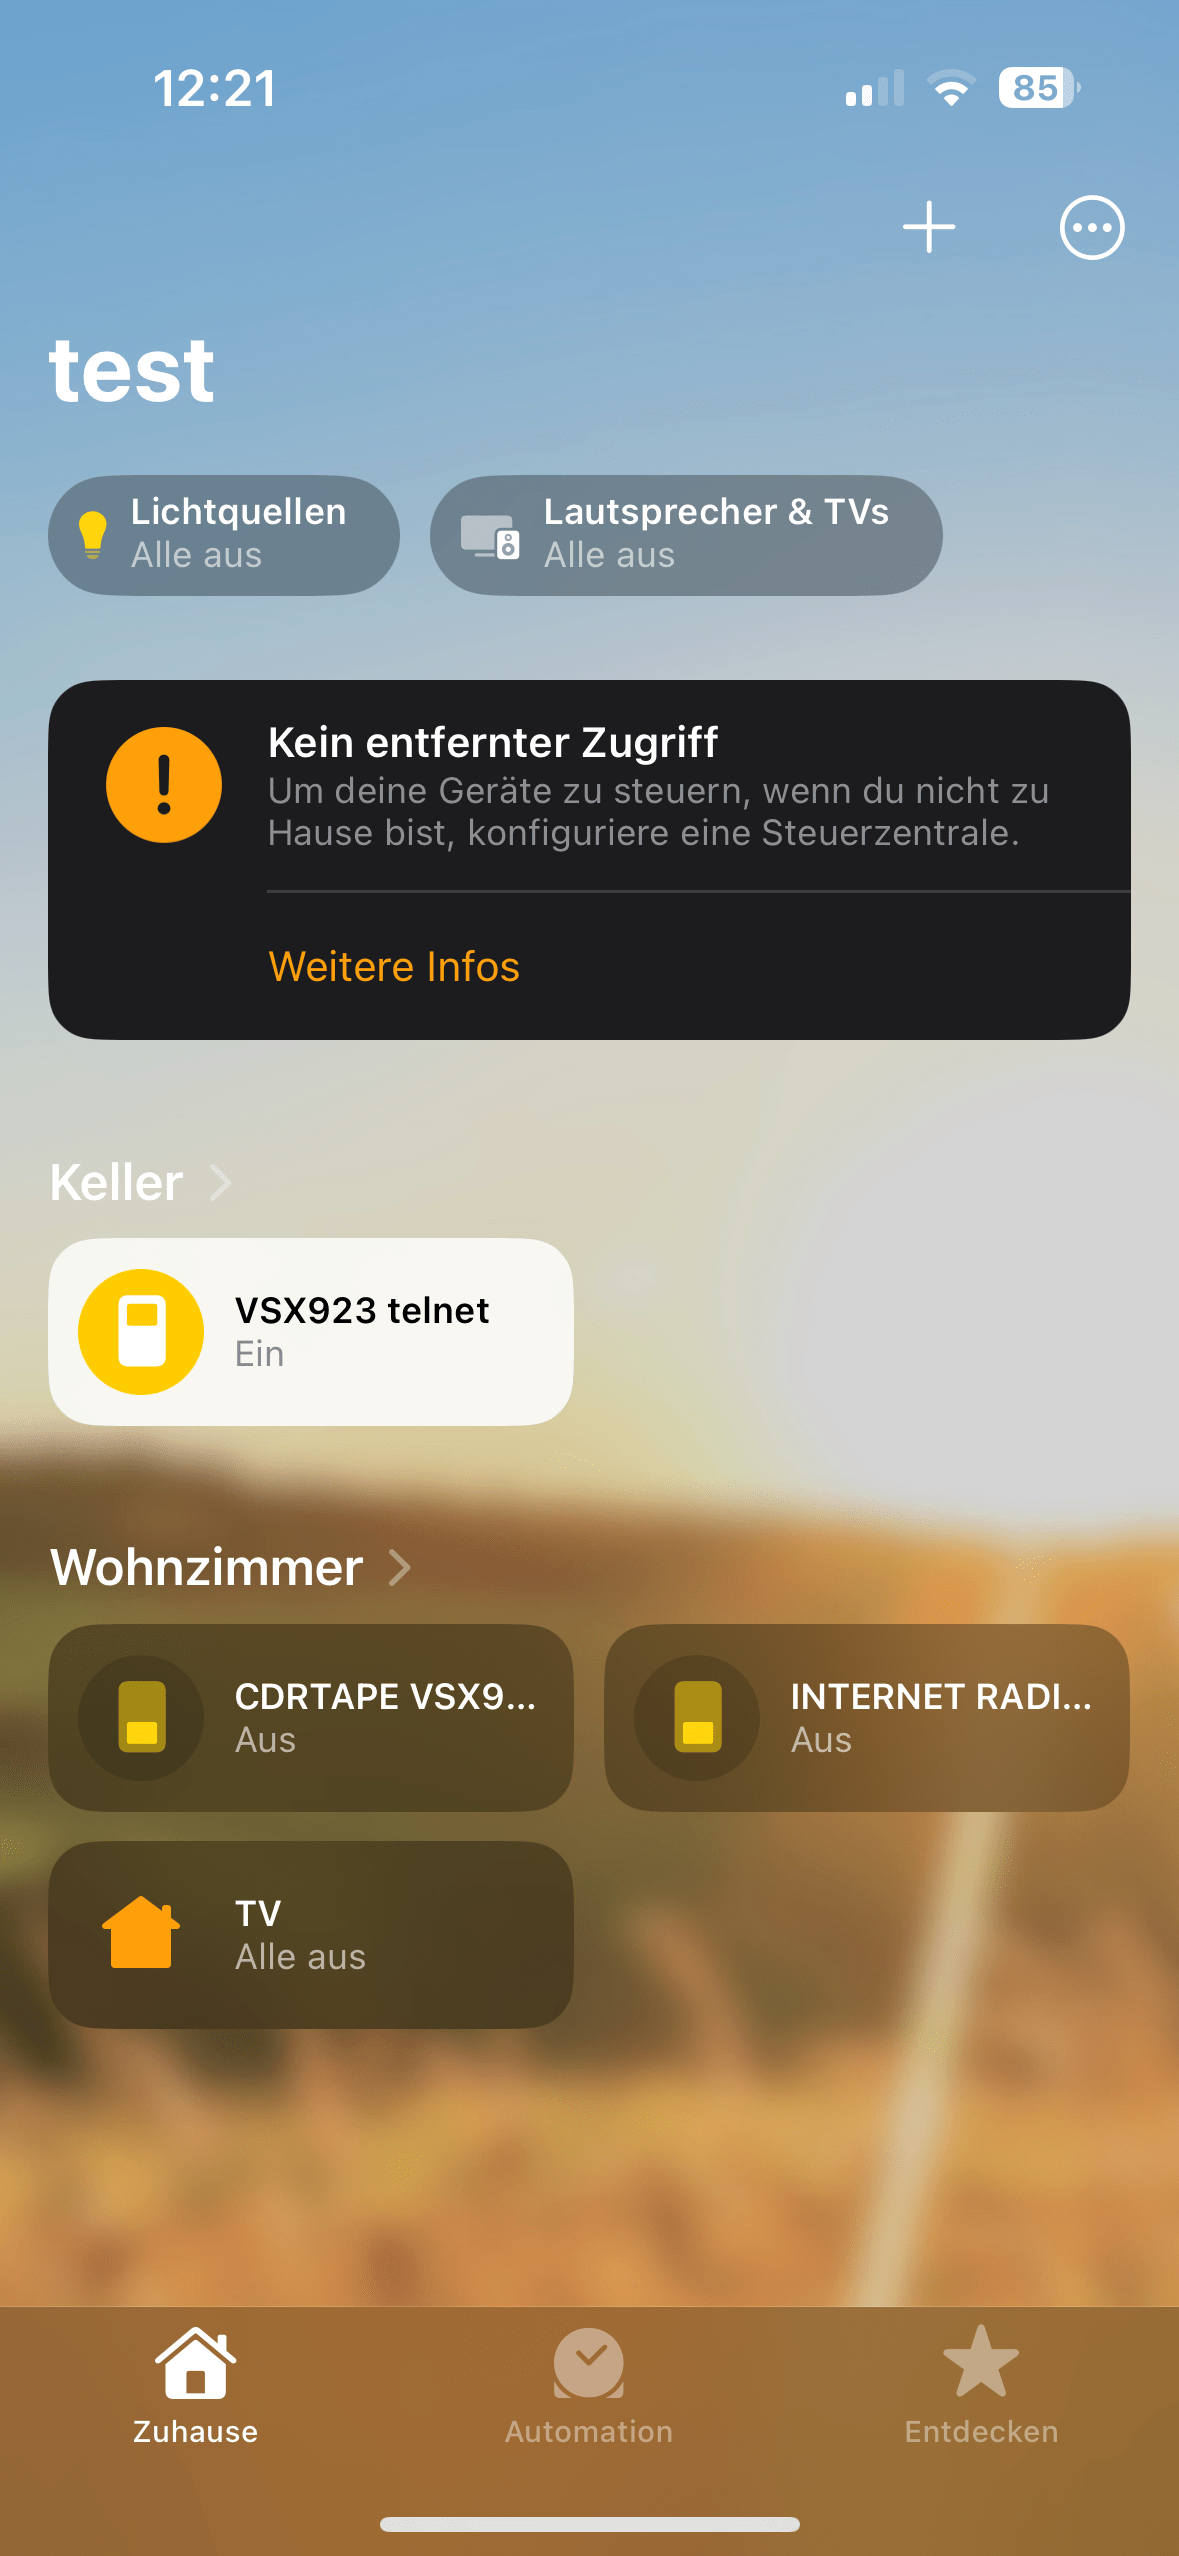 12:21
85
test
Lichtquellen
Alle aus
Lautsprecher & TVs
Alle aus
Kein entfernter Zugriff
Um deine Geräte zu steuern, wenn du nicht zu
Hause bist, konfiguriere eine Steuerzentrale.
Weitere Infos
Keller
VSX923 telnet
Ein
Wohnzimmer
CDRTAPE VSX9...
Aus
INTERNET RADI...
Aus
TV
Alle aus
Zuhause
Automation
Entdecken